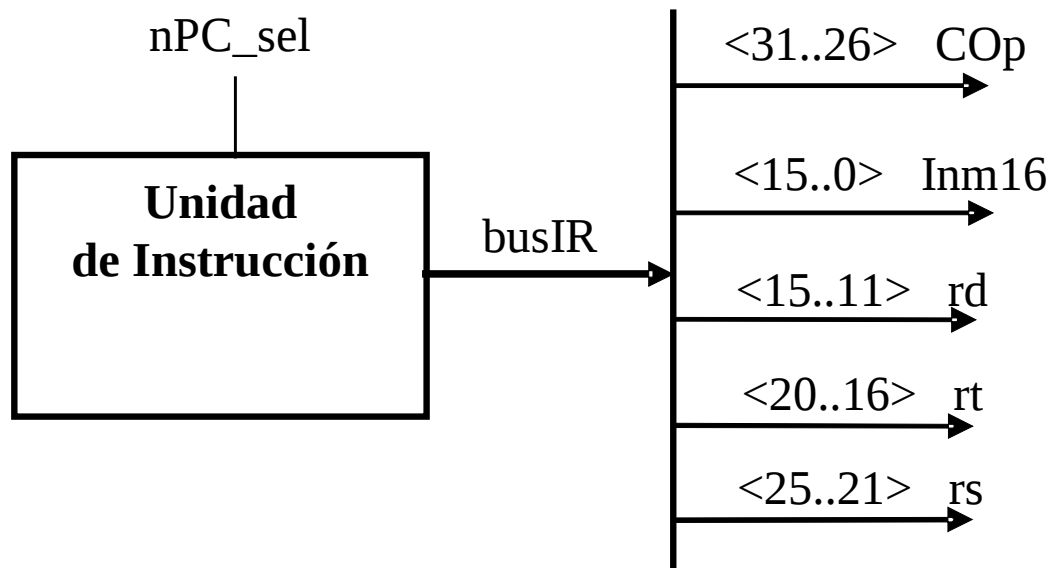 nPC_sel
Unidad
de Instrucción
busIR
<31..26> COp
<15..0> Inm16
<15..11> rd
<20..16> rt
<25..21> rs